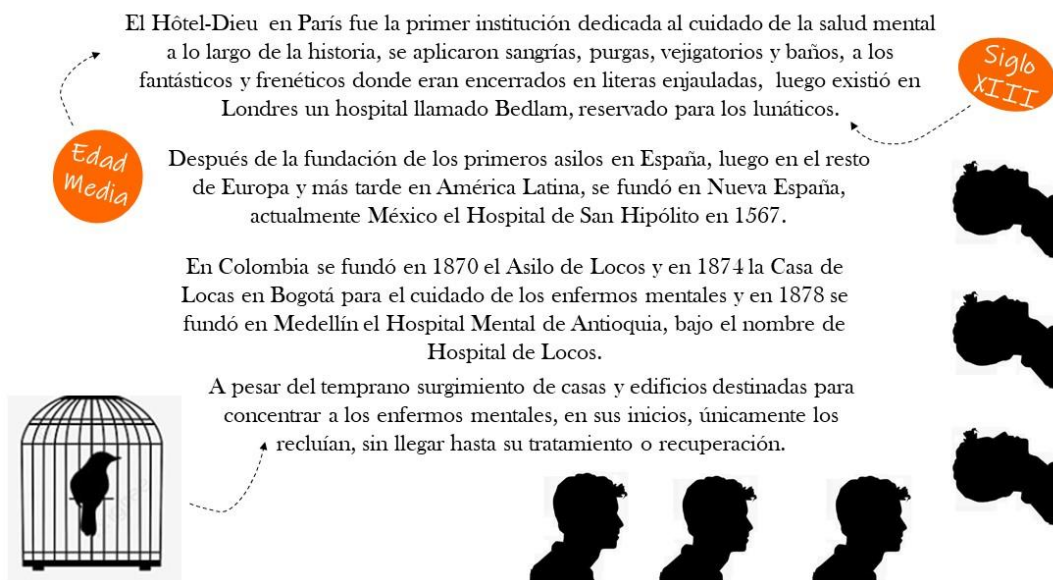 El Hôtel-Dieu en París fue la primer institución dedicada al cuidado de la salud mental
a lo largo de la historia, se aplicaron sangrías, purgas, vejigatorios y baños, a los
fantásticos y frenéticos donde eran encerrados en literas enjauladas, luego existió en
Londres un hospital llamado Bedlam, reservado para los lunáticos.
Siglo
XIII
Edad
Media
Después de la fundación de los primeros asilos en España, luego en el resto
de Europa y más tarde en América Latina, se fundó en Nueva España,
actualmente México el Hospital de San Hipólito en 1567.
En Colombia se fundó en 1870 el Asilo de Locos y en 1874 la Casa de
Locas en Bogotá para el cuidado de los enfermos mentales y en 1878 se
fundó en Medellín el Hospital Mental de Antioquia, bajo el nombre de
Hospital de Locos.
A pesar del temprano surgimiento de casas y edificios destinadas para
concentrar a los enfermos mentales, en sus inicios, únicamente los
recluían, sin llegar hasta su tratamiento o recuperación.